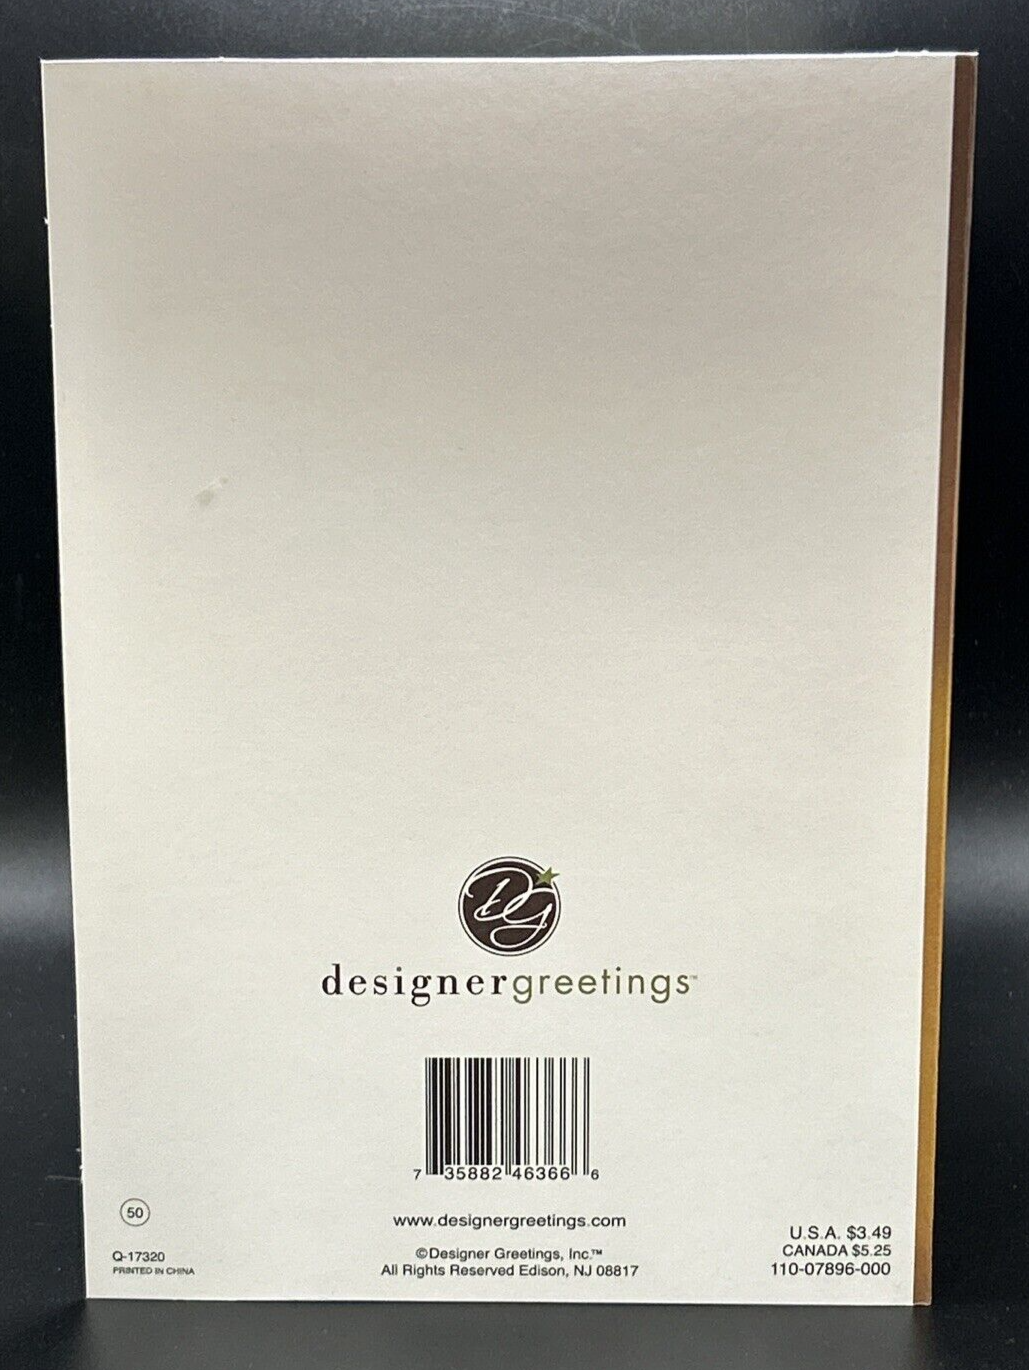 DG
designergreetings™
7 35882 46366 6
50
www.designergreetings.com
U.S.A. $3.49
Q-17320
©Designer Greetings, Inc.™
CANADA $5.25
PRINTED IN CHINA
All Rights Reserved Edison, NJ 08817
110-07896-000